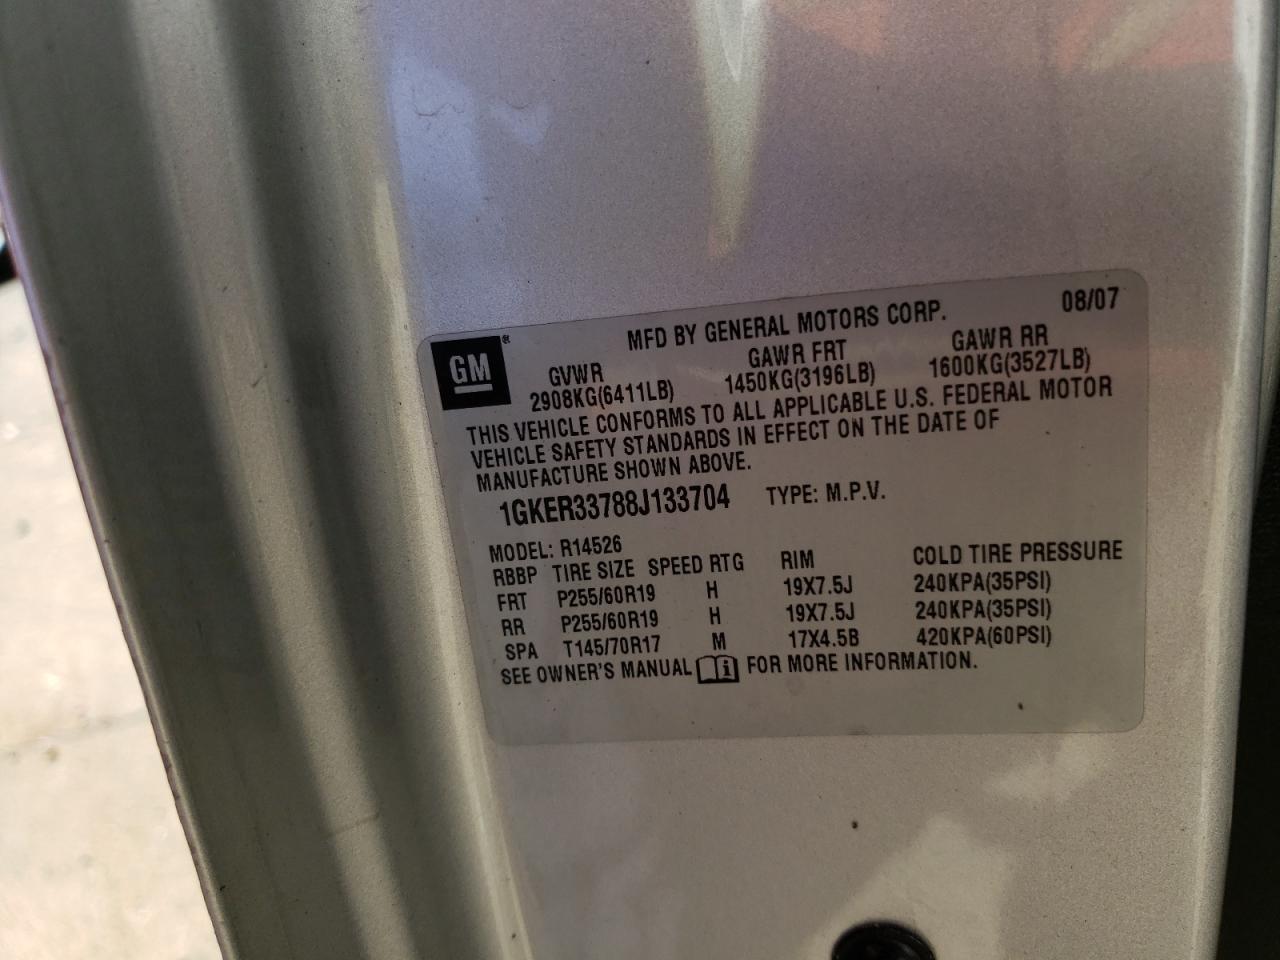 GM®
MFD BY GENERAL MOTORS CORP. 08/07
GVWR GAWR FRT GAWR RR
2908KG(6411LB) 1450KG(3196LB) 1600KG(3527LB)
THIS VEHICLE CONFORMS TO ALL APPLICABLE U.S. FEDERAL MOTOR
VEHICLE SAFETY STANDARDS IN EFFECT ON THE DATE OF
MANUFACTURE SHOWN ABOVE.
1GKER33788J133704 TYPE: M.P.V.
MODEL: R14526
RBBP TIRE SIZE SPEED RTG RIM COLD TIRE PRESSURE
FRT P255/60R19 H 19X7.5J 240KPA(35PSI)
RR P255/60R19 H 19X7.5J 240KPA(35PSI)
SPA T145/70R17 M 17X4.5B 420KPA(60PSI)
SEE OWNER'S MANUAL i FOR MORE INFORMATION.